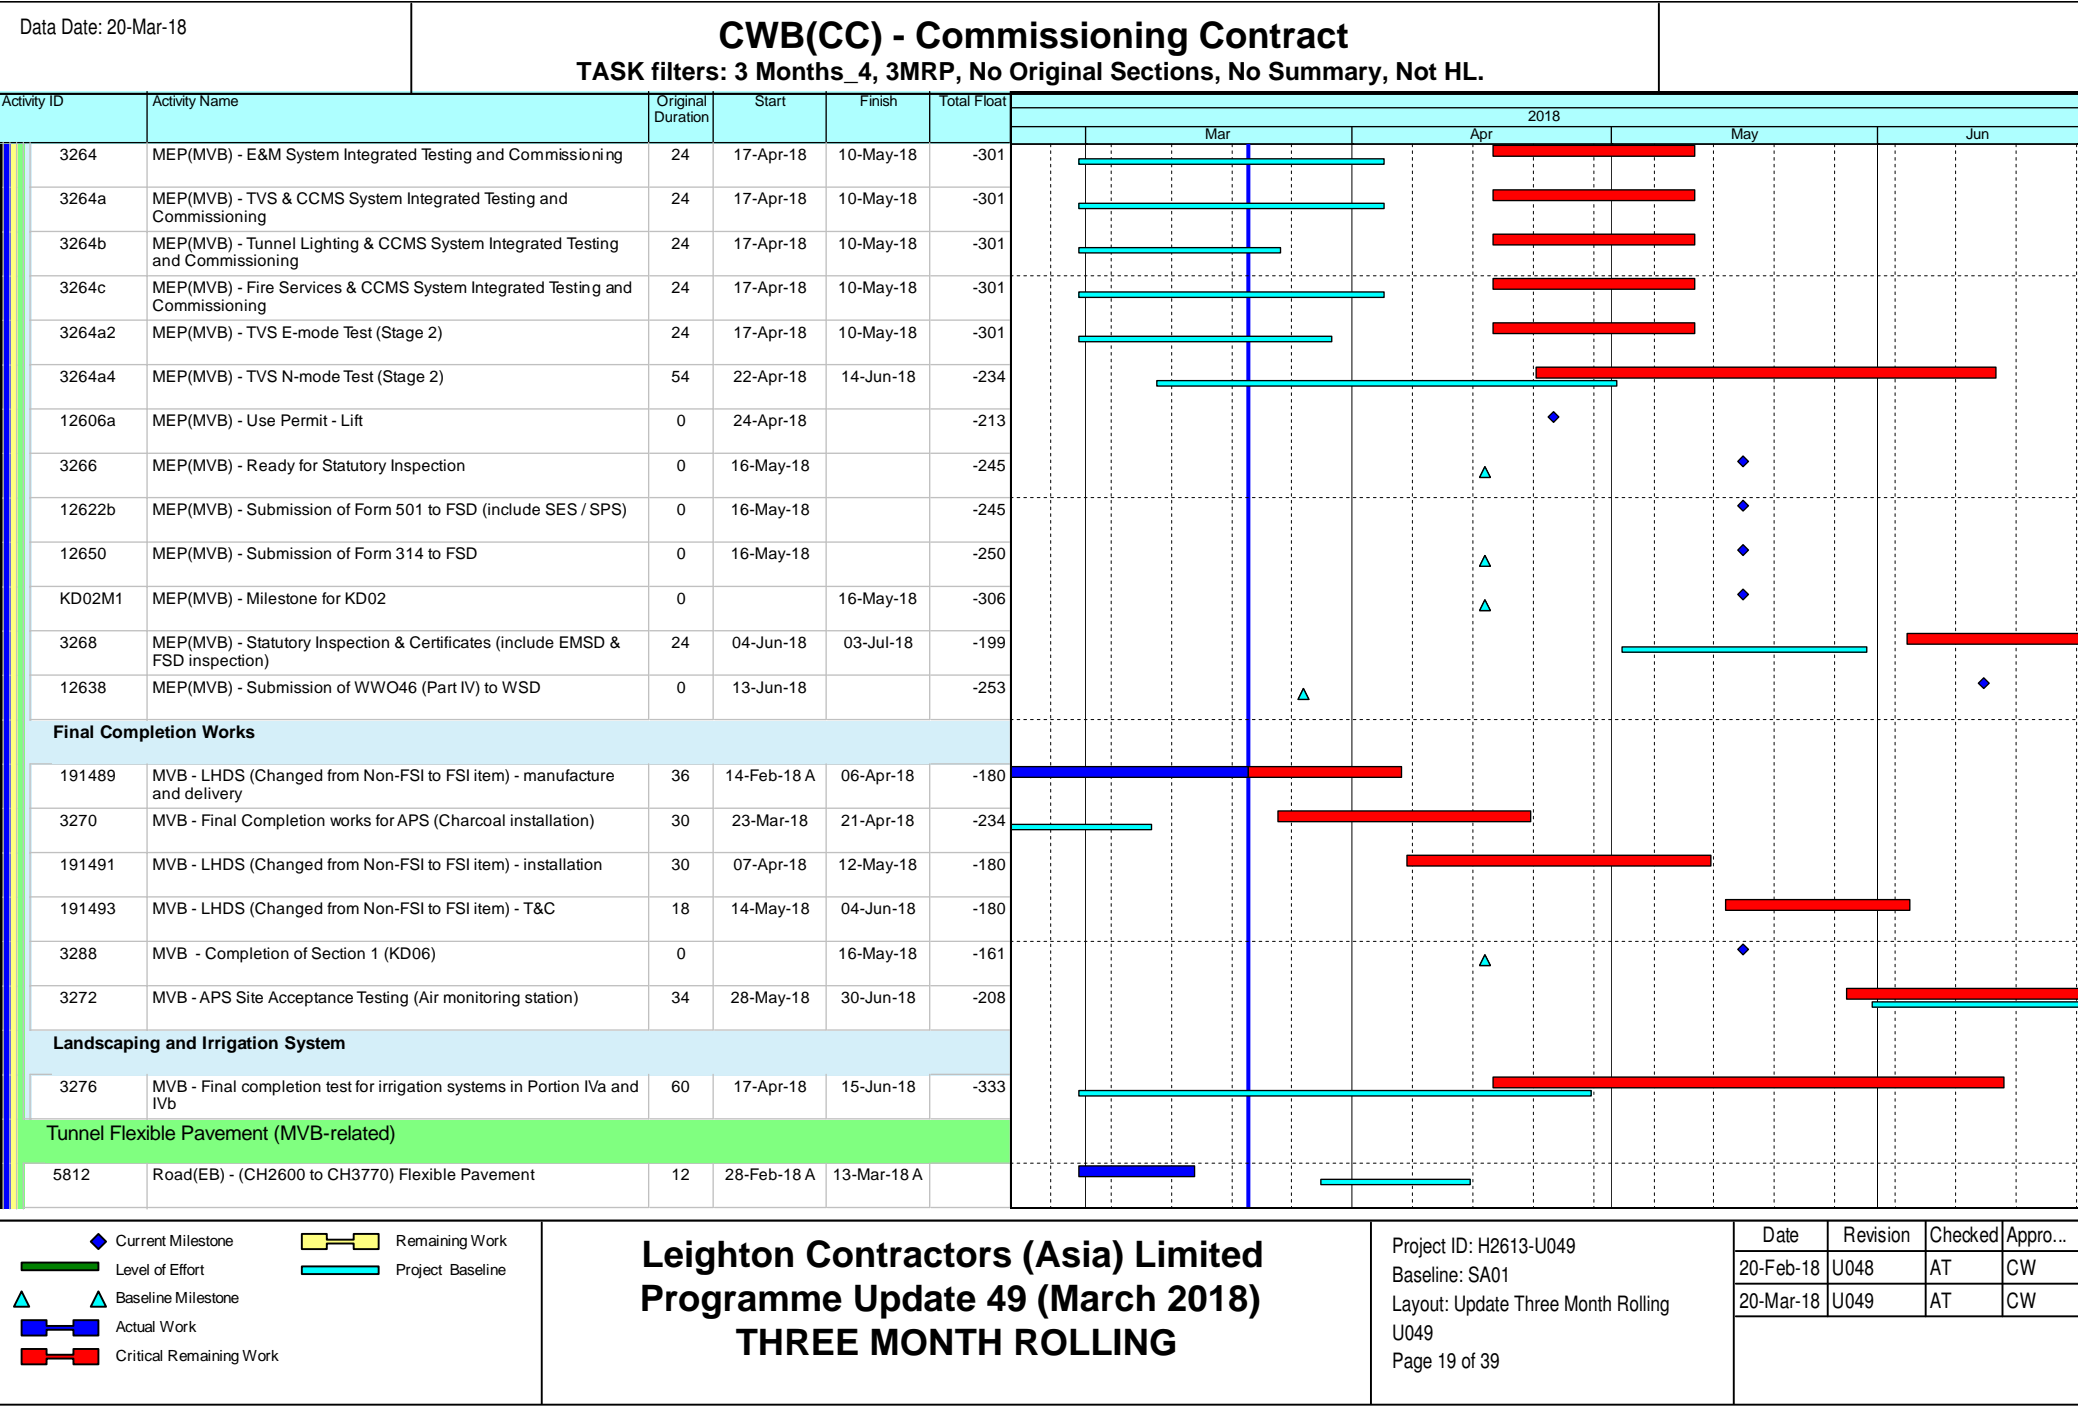 Data Date: 20-Mar-18
CWB(CC) - Commissioning Contract
TASK filters: 3 Months_4, 3MRP, No Original Sections, No Summary, Not HL.
Activity ID Activity Name Original Duration Start Finish Total Float
2018
Mar Apr May Jun
3264 MEP(MVB) - E&M System Integrated Testing and Commissioning 24 17-Apr-18 10-May-18 -301
3264a MEP(MVB) - TVS & CCMS System Integrated Testing and 24 17-Apr-18 10-May-18 -301
Commissioning
3264b MEP(MVB) - Tunnel Lighting & CCMS System Integrated Testing 24 17-Apr-18 10-May-18 -301
and Commissioning
3264c MEP(MVB) - Fire Services & CCMS System Integrated Testing and 24 17-Apr-18 10-May-18 -301
Commissioning
3264a2 MEP(MVB) - TVS E-mode Test (Stage 2) 24 17-Apr-18 10-May-18 -301
3264a4 MEP(MVB) - TVS N-mode Test (Stage 2) 54 22-Apr-18 14-Jun-18 -234
12606a MEP(MVB) - Use Permit - Lift 0 24-Apr-18 -213
3266 MEP(MVB) - Ready for Statutory Inspection 0 16-May-18 -245
12622b MEP(MVB) - Submission of Form 501 to FSD (include SES / SPS) 0 16-May-18 -245
12650 MEP(MVB) - Submission of Form 314 to FSD 0 16-May-18 -250
KD02M1 MEP(MVB) - Milestone for KD02 0 16-May-18 -306
3268 MEP(MVB) - Statutory Inspection & Certificates (include EMSD & 24 04-Jun-18 03-Jul-18 -199
FSD inspection)
12638 MEP(MVB) - Submission of WWO46 (Part IV) to WSD 0 13-Jun-18 -253
Final Completion Works
191489 MVB - LHDS (Changed from Non-FSI to FSI item) - manufacture 36 14-Feb-18 A 06-Apr-18 -180
and delivery
3270 MVB - Final Completion works for APS (Charcoal installation) 30 23-Mar-18 21-Apr-18 -234
191491 MVB - LHDS (Changed from Non-FSI to FSI item) - installation 30 07-Apr-18 12-May-18 -180
191493 MVB - LHDS (Changed from Non-FSI to FSI item) - T&C 18 14-May-18 04-Jun-18 -180
3288 MVB - Completion of Section 1 (KD06) 0 16-May-18 -161
3272 MVB - APS Site Acceptance Testing (Air monitoring station) 34 28-May-18 30-Jun-18 -208
Landscaping and Irrigation System
3276 MVB - Final completion test for irrigation systems in Portion IVa and 60 17-Apr-18 15-Jun-18 -333
IVb
Tunnel Flexible Pavement (MVB-related)
5812 Road(EB) - (CH2600 to CH3770) Flexible Pavement 12 28-Feb-18 A 13-Mar-18 A
Current Milestone
Level of Effort
Baseline Milestone
Actual Work
Critical Remaining Work
Remaining Work
Project Baseline
Leighton Contractors (Asia) Limited
Programme Update 49 (March 2018)
THREE MONTH ROLLING
Project ID: H2613-U049
Baseline: SA01
Layout: Update Three Month Rolling
U049
Page 19 of 39
Date Revision Checked Appro...
20-Feb-18 U048 AT CW
20-Mar-18 U049 AT CW